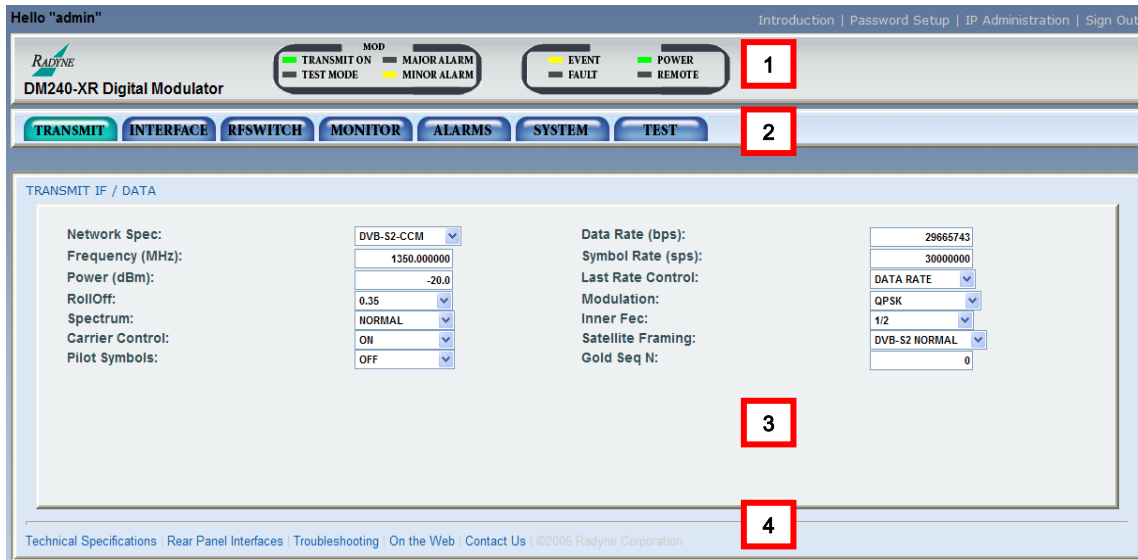 Hello "admin"
Introduction | Password Setup | IP Administration | Sign Out
RADYNE
DM240-XR Digital Modulator
MOD
TRANSMIT ON MAJOR ALARM
TEST MODE MINOR ALARM
EVENT POWER
FAULT REMOTE
1
TRANSMIT INTERFACE RFSWITCH MONITOR ALARMS SYSTEM TEST
2
TRANSMIT IF / DATA
Network Spec: DVB-S2-CCM Data Rate (bps): 29665743
Frequency (MHz): 1350.000000 Symbol Rate (sps): 30000000
Power (dBm): -20.0 Last Rate Control: DATA RATE
RollOff: 0.35 Modulation: QPSK
Spectrum: NORMAL Inner Fec: 1/2
Carrier Control: ON Satellite Framing: DVB-S2 NORMAL
Pilot Symbols: OFF Gold Seq N: 0
3
4
Technical Specifications | Rear Panel Interfaces | Troubleshooting | On the Web | Contact Us | ©2006 Radyne Corporation